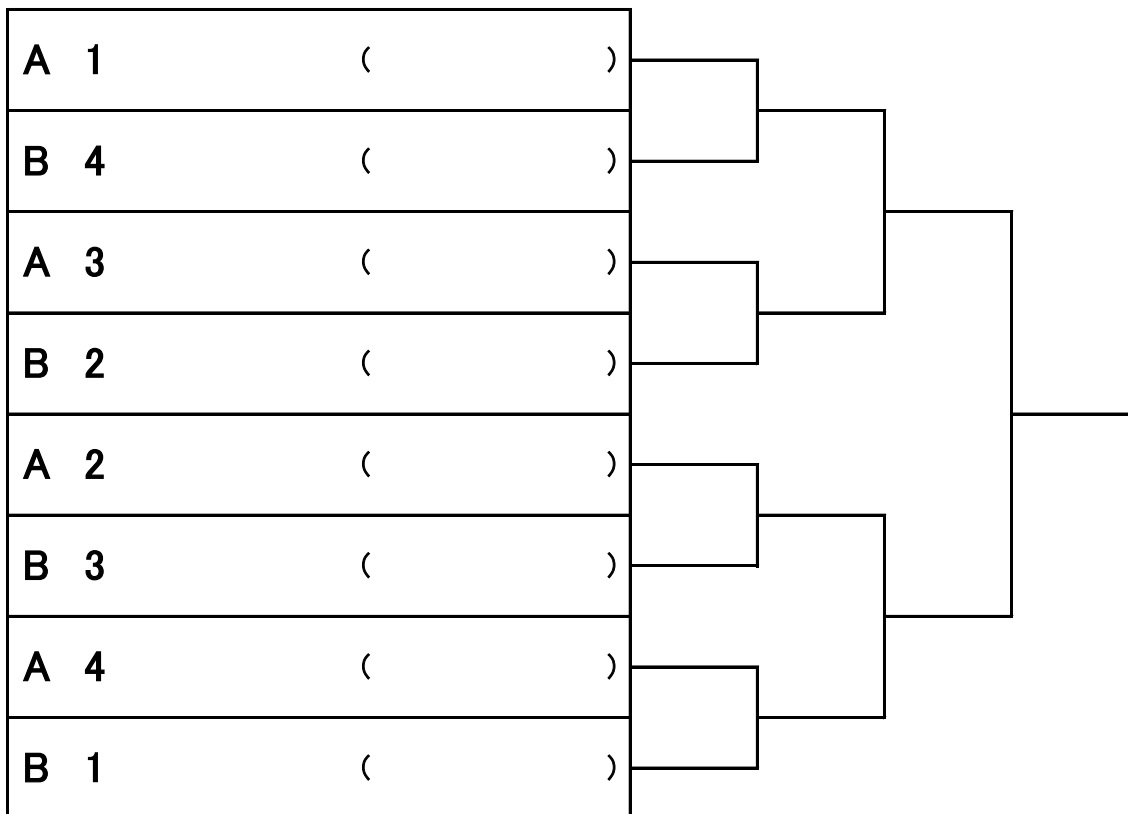 A 1 ( )
B 4 ( )
A 3 ( )
B 2 ( )
A 2 ( )
B 3 ( )
A 4 ( )
B 1 ( )